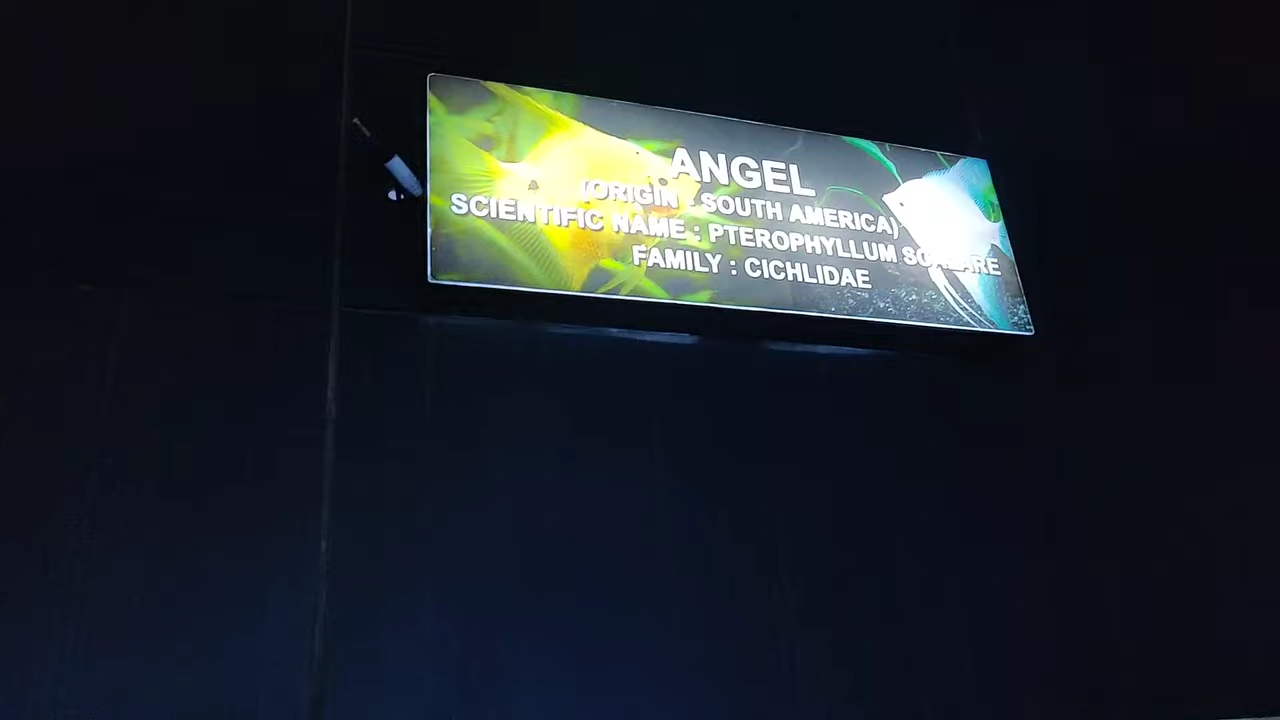 ANGEL
(ORIGIN : SOUTH AMERICA)
SCIENTIFIC NAME : PTEROPHYLLUM SCALARE
FAMILY : CICHLIDAE